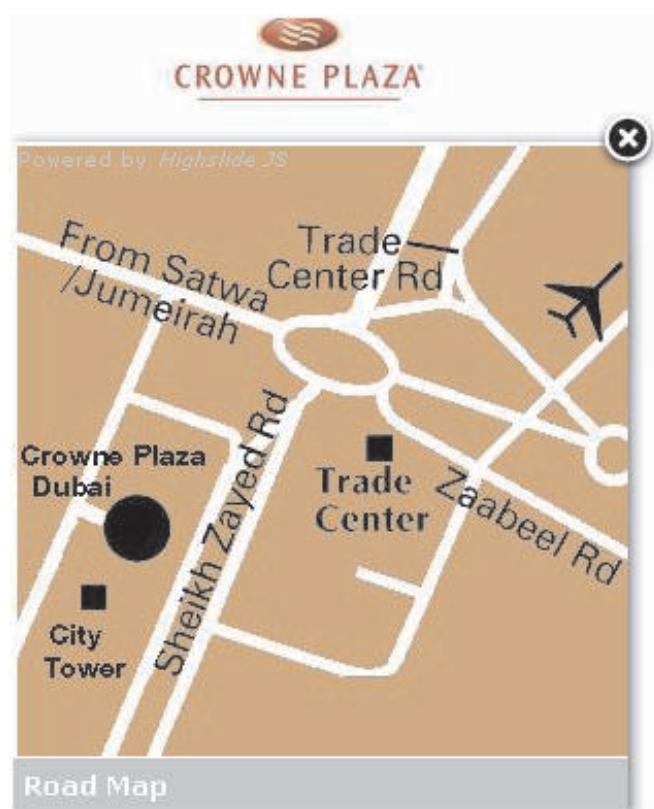 CROWNE PLAZA
Powered by Highslide JS
From Satwa
/Jumeirah
Trade
Center Rd
Crowne Plaza
Dubai
Sheikh Zayed Rd
Trade
Center
Zaabeel Rd
City
Tower
Road Map